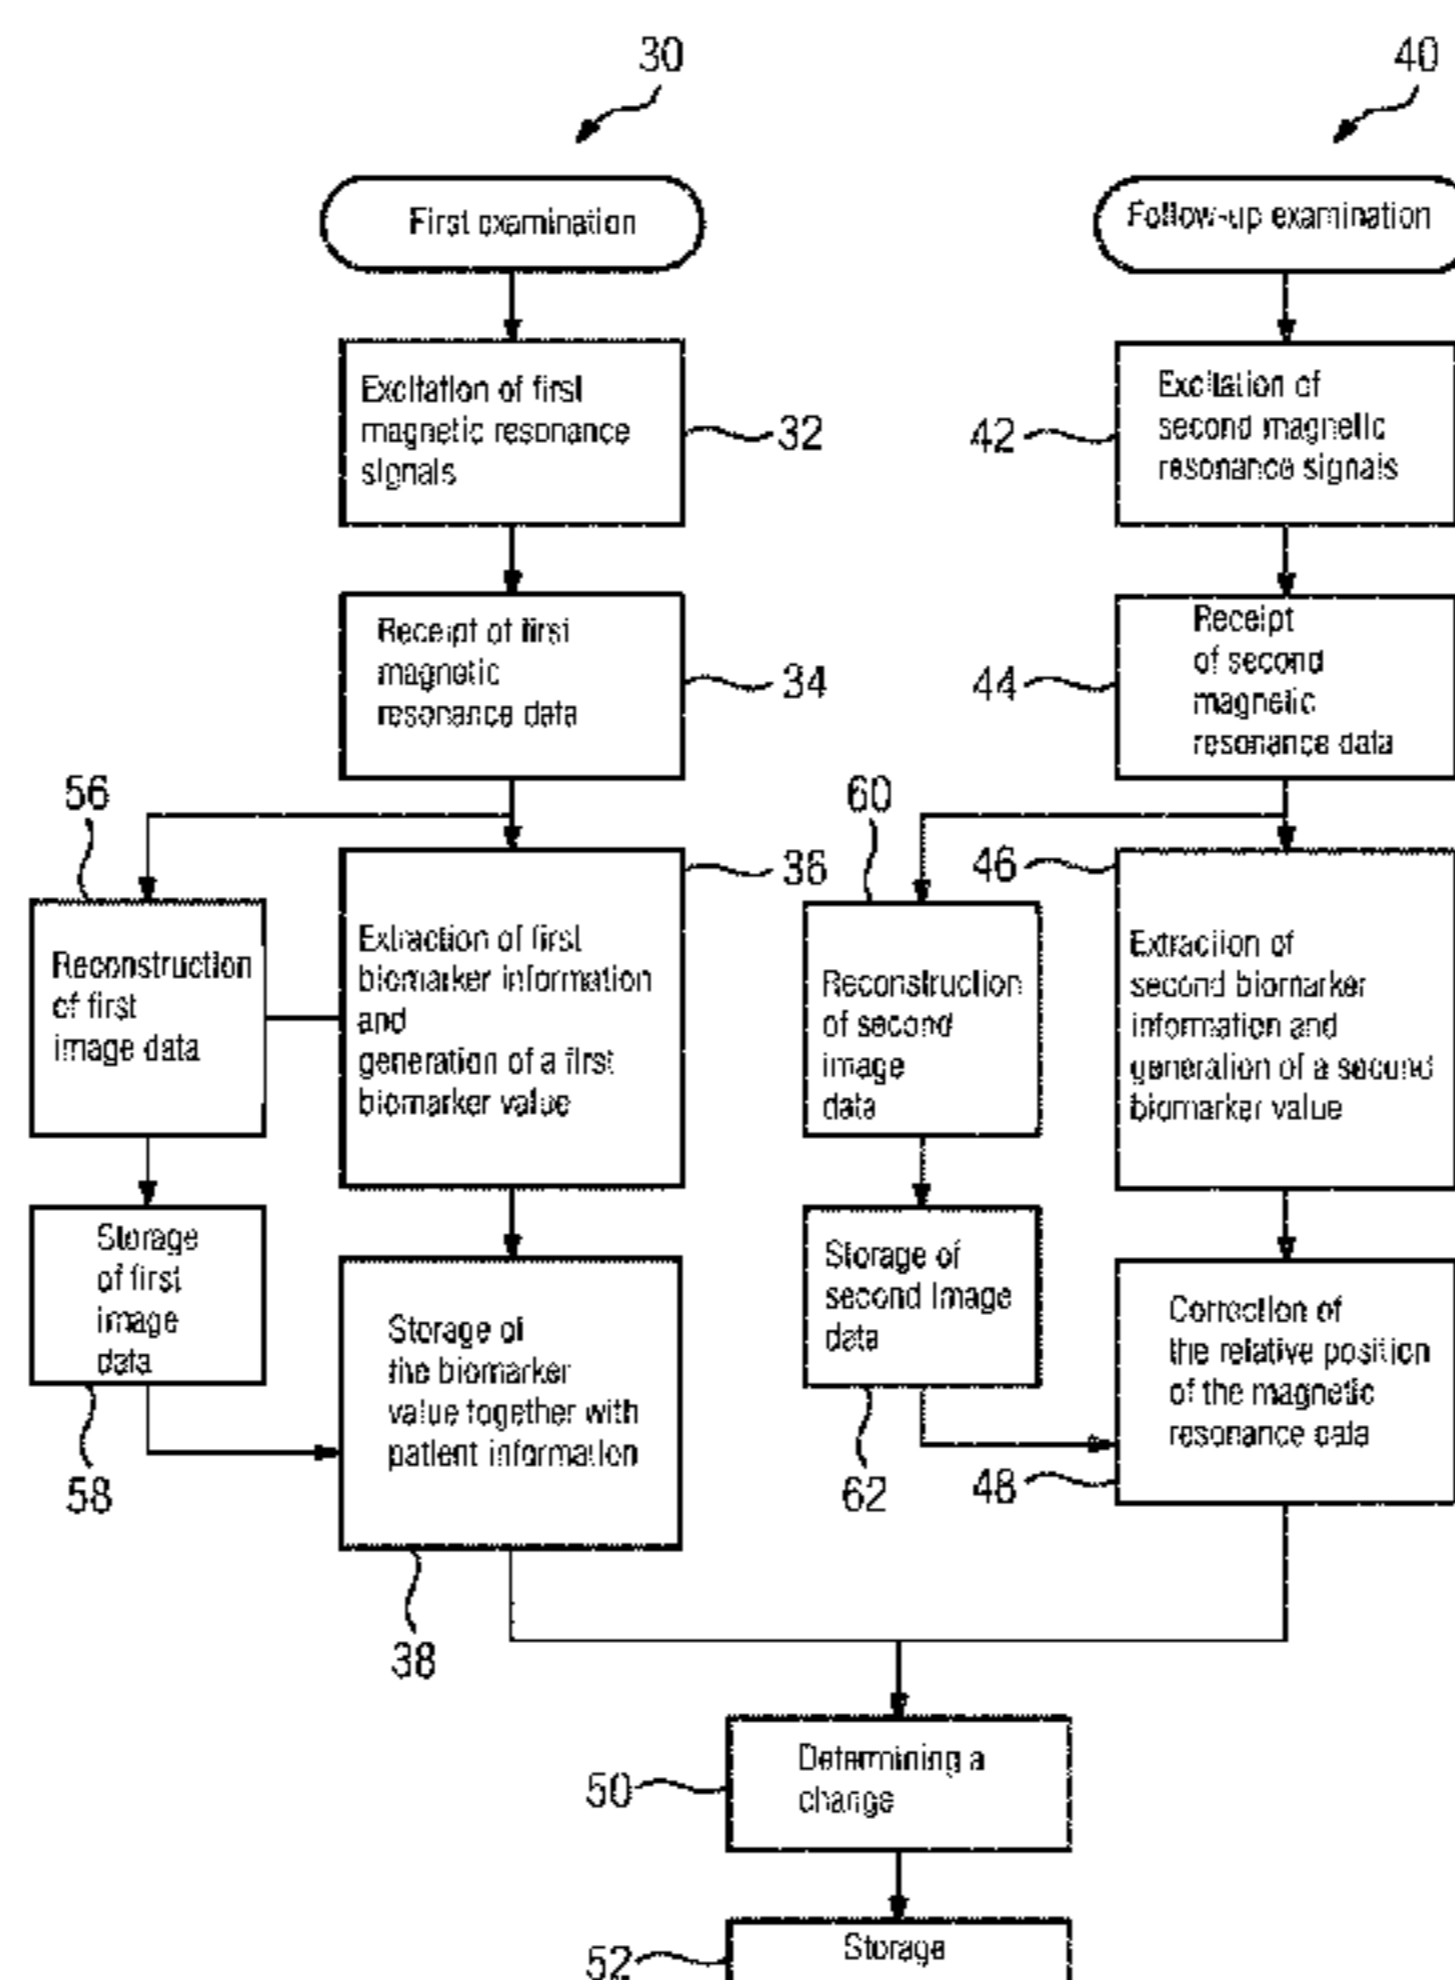 30
First examination
Excitation of first
magnetic resonance
signals
32
Receipt of first
magnetic
resonance data
34
56
Reconstruction
of first
image data
Extraction of first
biomarker information
and
generation of a first
biomarker value
36
Storage
of first
image
data
58
Storage of
the biomarker
value together with
patient information
38
40
Follow-up examination
Excitation of
second magnetic
resonance signals
42
Receipt
of second
magnetic
resonance data
44
60
Reconstruction
of second
image
data
46
Extraction of
second biomarker
information and
generation of a second
biomarker value
Storage of
second image
data
62
Correction of
the relative position
of the magnetic
resonance data
48
Determining a
change
50
Storage
52